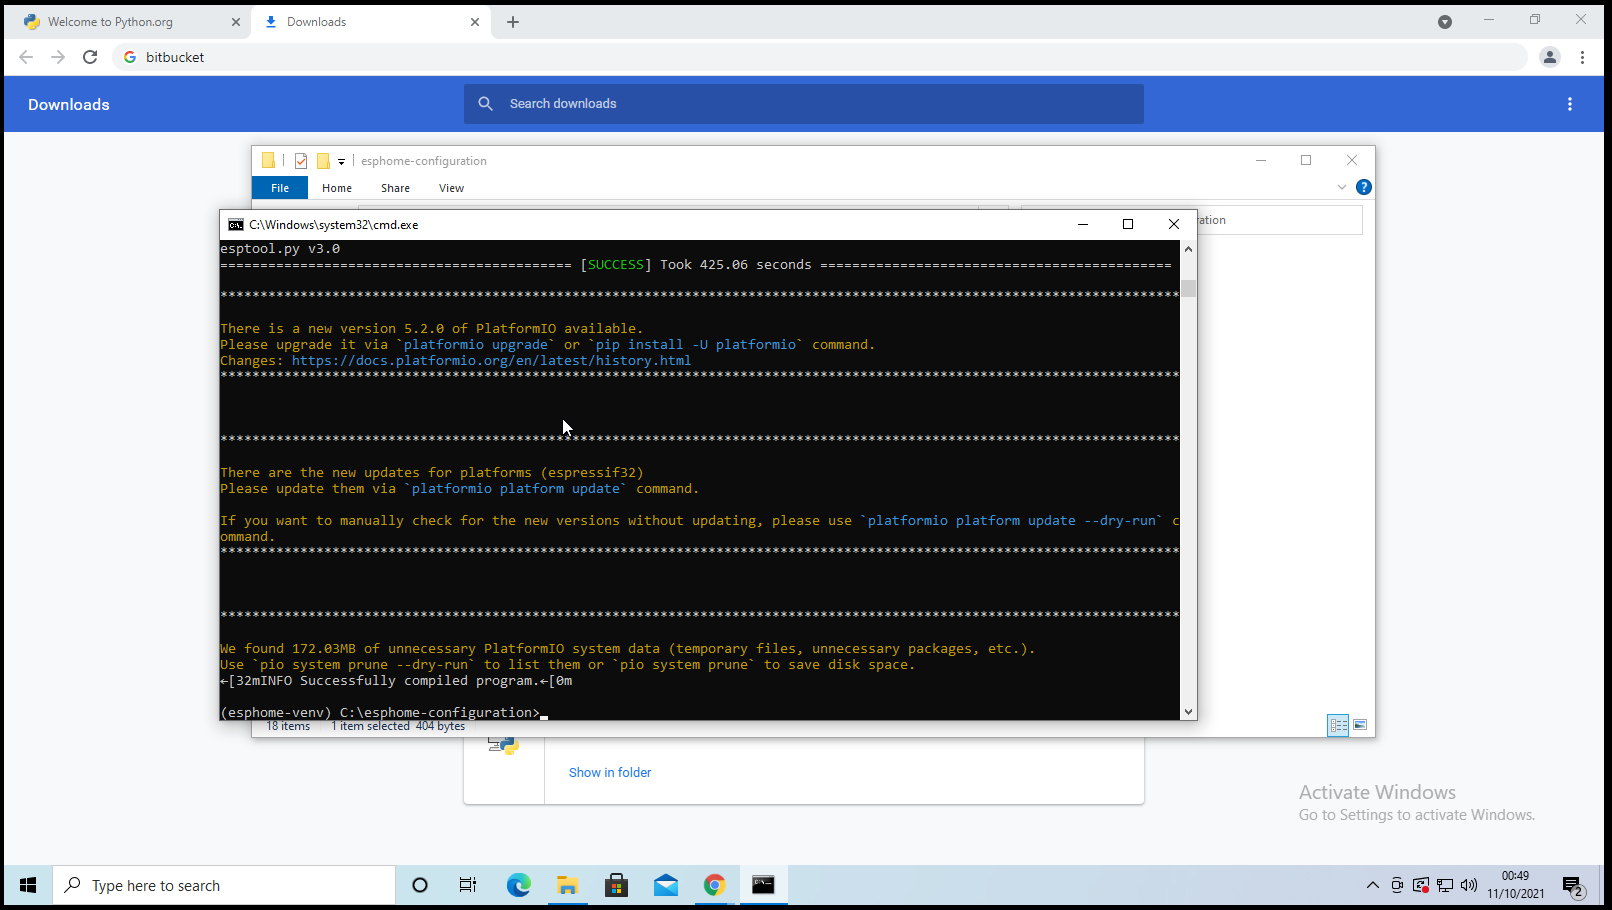 Welcome to Python.org
Downloads
bitbucket
Downloads
Search downloads
esphome-configuration
File Home Share View
ration
C:\Windows\system32\cmd.exe
esptool.py v3.0
============================================ [SUCCESS] Took 425.06 seconds ============================================
************************************************************************************************************************
There is a new version 5.2.0 of PlatformIO available.
Please upgrade it via `platformio upgrade` or `pip install -U platformio` command.
Changes: https://docs.platformio.org/en/latest/history.html
************************************************************************************************************************
************************************************************************************************************************
There are the new updates for platforms (espressif32)
Please update them via `platformio platform update` command.
If you want to manually check for the new versions without updating, please use `platformio platform update --dry-run` c
ommand.
************************************************************************************************************************
************************************************************************************************************************
We found 172.03MB of unnecessary PlatformIO system data (temporary files, unnecessary packages, etc.).
Use `pio system prune --dry-run` to list them or `pio system prune` to save disk space.
←[32mINFO Successfully compiled program.←[0m
(esphome-venv) C:\esphome-configuration>
18 items 1 item selected 404 bytes
Show in folder
Activate Windows
Go to Settings to activate Windows.
Type here to search
00:49
11/10/2021
2